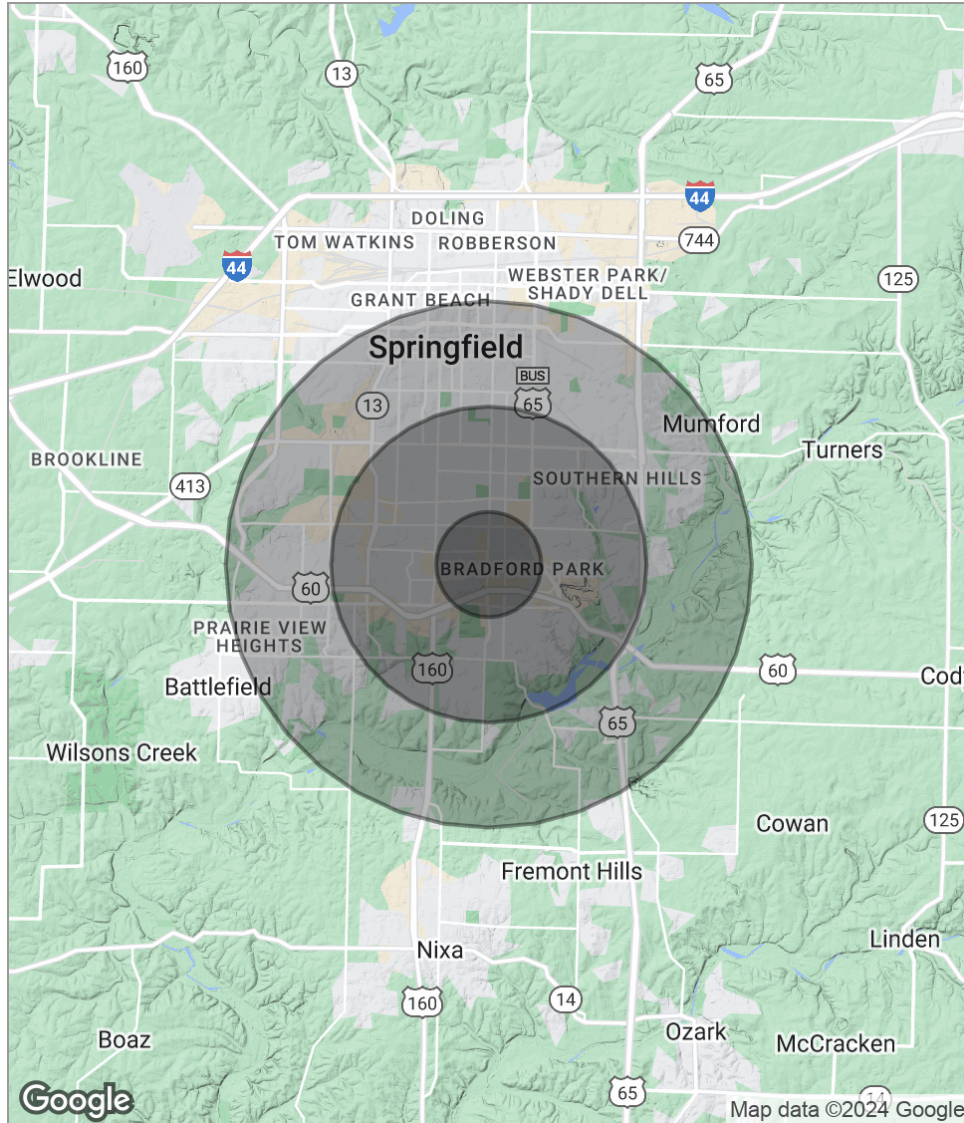 160
13
65
44
DOLING
TOM WATKINS
ROBBERSON
744
44
Elwood
WEBSTER PARK/
SHADY DELL
125
GRANT BEACH
Springfield
BUS
65
13
Mumford
Turners
BROOKLINE
SOUTHERN HILLS
413
BRADFORD PARK
60
PRAIRIE VIEW
HEIGHTS
160
60
Battlefield
Cody
65
Wilsons Creek
125
Cowan
Fremont Hills
Linden
Nixa
160
14
Ozark
Boaz
McCracken
65
14
Google
Map data ©2024 Google